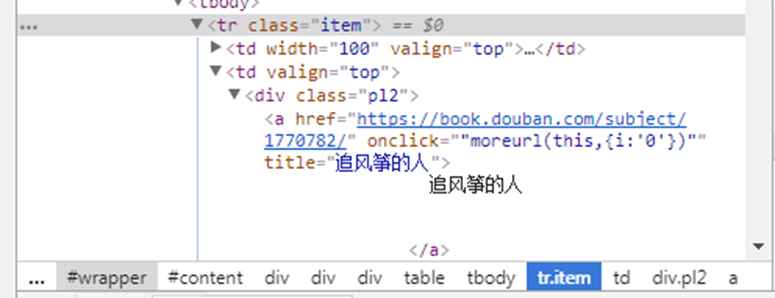 <tbody>
... ▼<tr class="item"> == $0
▶<td width="100" valign="top">…</td>
▼<td valign="top">
▼<div class="pl2">
<a href="https://book.douban.com/subject/
1770782/" onclick=""moreurl(this,{i:'0'})""
title="追风筝的人">
追风筝的人
</a>
... #wrapper #content div div div table tbody tr.item td div.pl2 a